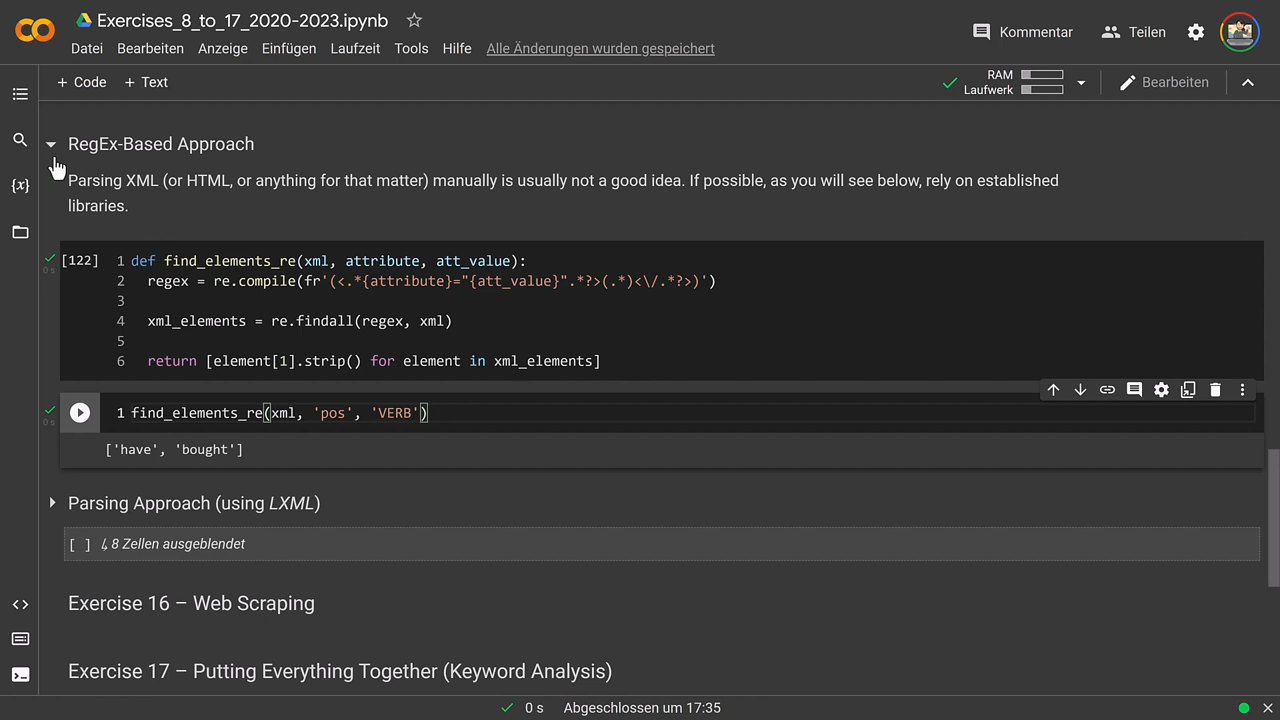 Exercises_8_to_17_2020-2023.ipynb
Datei Bearbeiten Anzeige Einfügen Laufzeit Tools Hilfe Alle Änderungen wurden gespeichert
Kommentar Teilen
+ Code + Text
RAM
Laufwerk
Bearbeiten
RegEx-Based Approach
Parsing XML (or HTML, or anything for that matter) manually is usually not a good idea. If possible, as you will see below, rely on established
libraries.
[122] 1 def find_elements_re(xml, attribute, att_value):
0 s 2 regex = re.compile(fr'(<.*{attribute}="{att_value}".*?>(.*)<\/.*?>)')
3
4 xml_elements = re.findall(regex, xml)
5
6 return [element[1].strip() for element in xml_elements]
0 s 1 find_elements_re(xml, 'pos', 'VERB')
['have', 'bought']
Parsing Approach (using LXML)
[ ] ↳ 8 Zellen ausgeblendet
Exercise 16 – Web Scraping
Exercise 17 – Putting Everything Together (Keyword Analysis)
0 s Abgeschlossen um 17:35